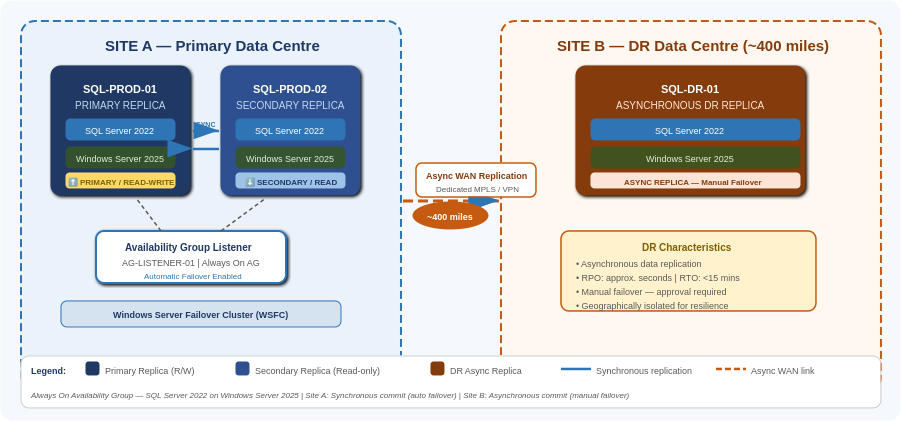 SITE A — Primary Data Centre
SQL-PROD-01
PRIMARY REPLICA
SQL Server 2022
Windows Server 2025
⬆️ PRIMARY / READ-WRITE
SQL-PROD-02
SECONDARY REPLICA
SQL Server 2022
Windows Server 2025
⬇️ SECONDARY / READ
Availability Group Listener
AG-LISTENER-01 | Always On AG
Automatic Failover Enabled
Windows Server Failover Cluster (WSFC)
Async WAN Replication
Dedicated MPLS / VPN
~400 miles
SITE B — DR Data Centre (~400 miles)
SQL-DR-01
ASYNCHRONOUS DR REPLICA
SQL Server 2022
Windows Server 2025
ASYNC REPLICA — Manual Failover
DR Characteristics
• Asynchronous data replication
• RPO: approx. seconds | RTO: <15 mins
• Manual failover — approval required
• Geographically isolated for resilience
Legend:
Primary Replica (R/W)
Secondary Replica (Read-only)
DR Async Replica
Synchronous replication
Async WAN link
Always On Availability Group — SQL Server 2022 on Windows Server 2025 | Site A: Synchronous commit (auto failover) | Site B: Asynchronous commit (manual failover)